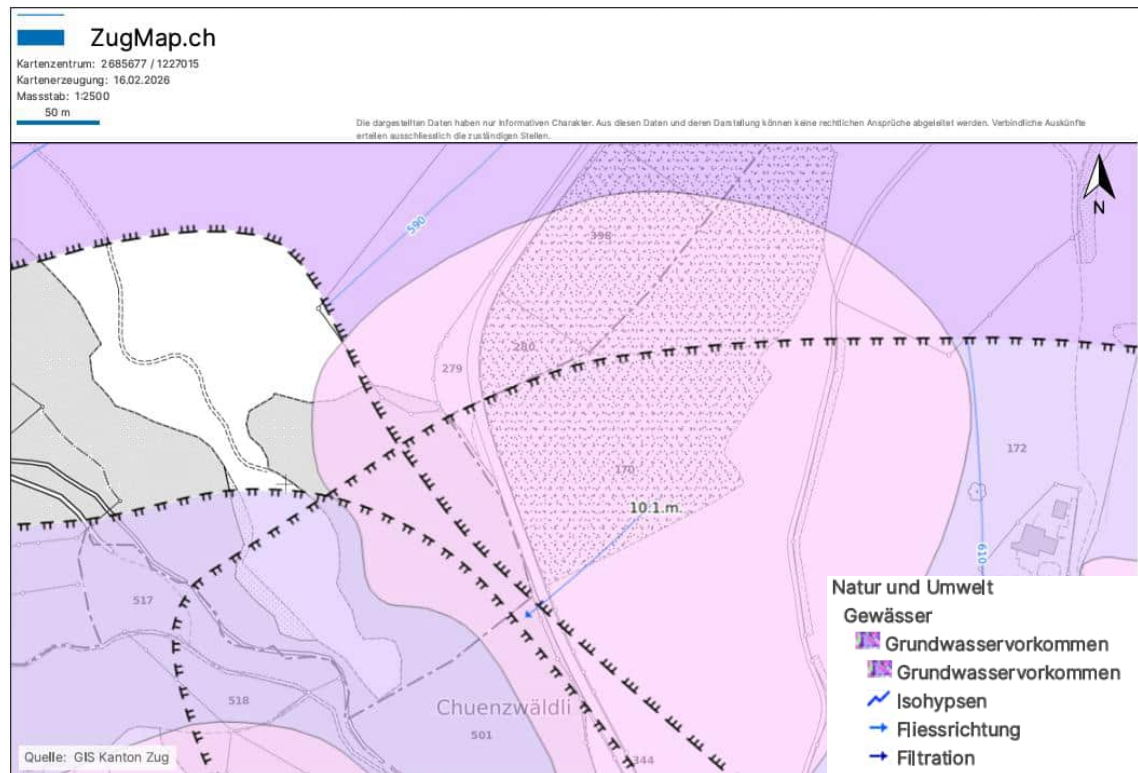 ZugMap.ch
Kartenzentrum: 2685677 / 1227015
Kartenerzeugung: 16.02.2026
Massstab: 1:2500
50 m
Die dargestellten Daten haben nur informativen Charakter. Aus diesen Daten und deren Darstellung können keine rechtlichen Ansprüche abgeleitet werden. Verbindliche Auskünfte
erteilen ausschliesslich die zuständigen Stellen.
N
590
398
280
279
172
170
10.1.m.
610
517
518
Chuenzwäldli
501
344
Natur und Umwelt
Gewässer
Grundwasservorkommen
Grundwasservorkommen
Isohypsen
Fliessrichtung
Filtration
Quelle: GIS Kanton Zug